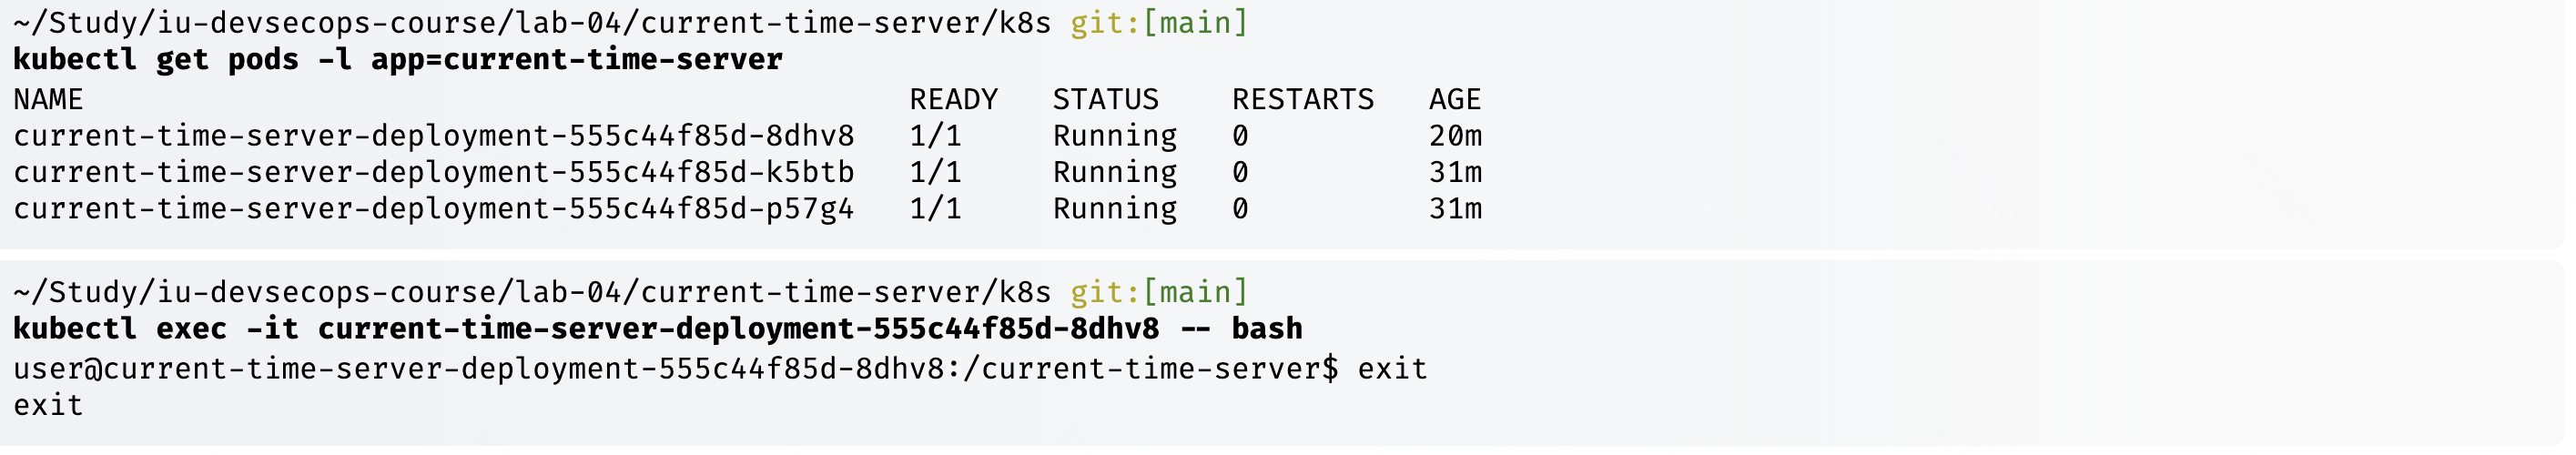 ~/Study/iu-devsecops-course/lab-04/current-time-server/k8s git:[main]
kubectl get pods -l app=current-time-server
NAME READY STATUS RESTARTS AGE
current-time-server-deployment-555c44f85d-8dhv8 1/1 Running 0 20m
current-time-server-deployment-555c44f85d-k5btb 1/1 Running 0 31m
current-time-server-deployment-555c44f85d-p57g4 1/1 Running 0 31m
~/Study/iu-devsecops-course/lab-04/current-time-server/k8s git:[main]
kubectl exec -it current-time-server-deployment-555c44f85d-8dhv8 -- bash
user@current-time-server-deployment-555c44f85d-8dhv8:/current-time-server$ exit
exit